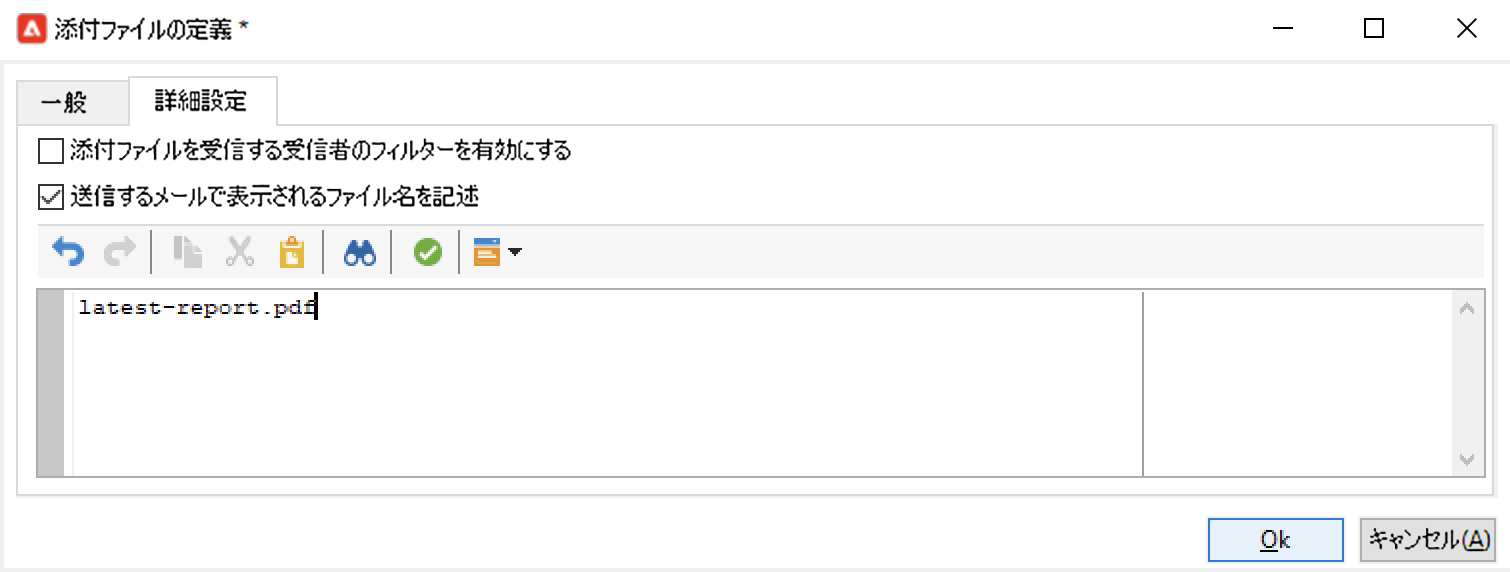 添付ファイルの定義 *
一般
詳細設定
添付ファイルを受信する受信者のフィルターを有効にする
送信するメールで表示されるファイル名を記述
latest-report.pdf
Ok
キャンセル(A)